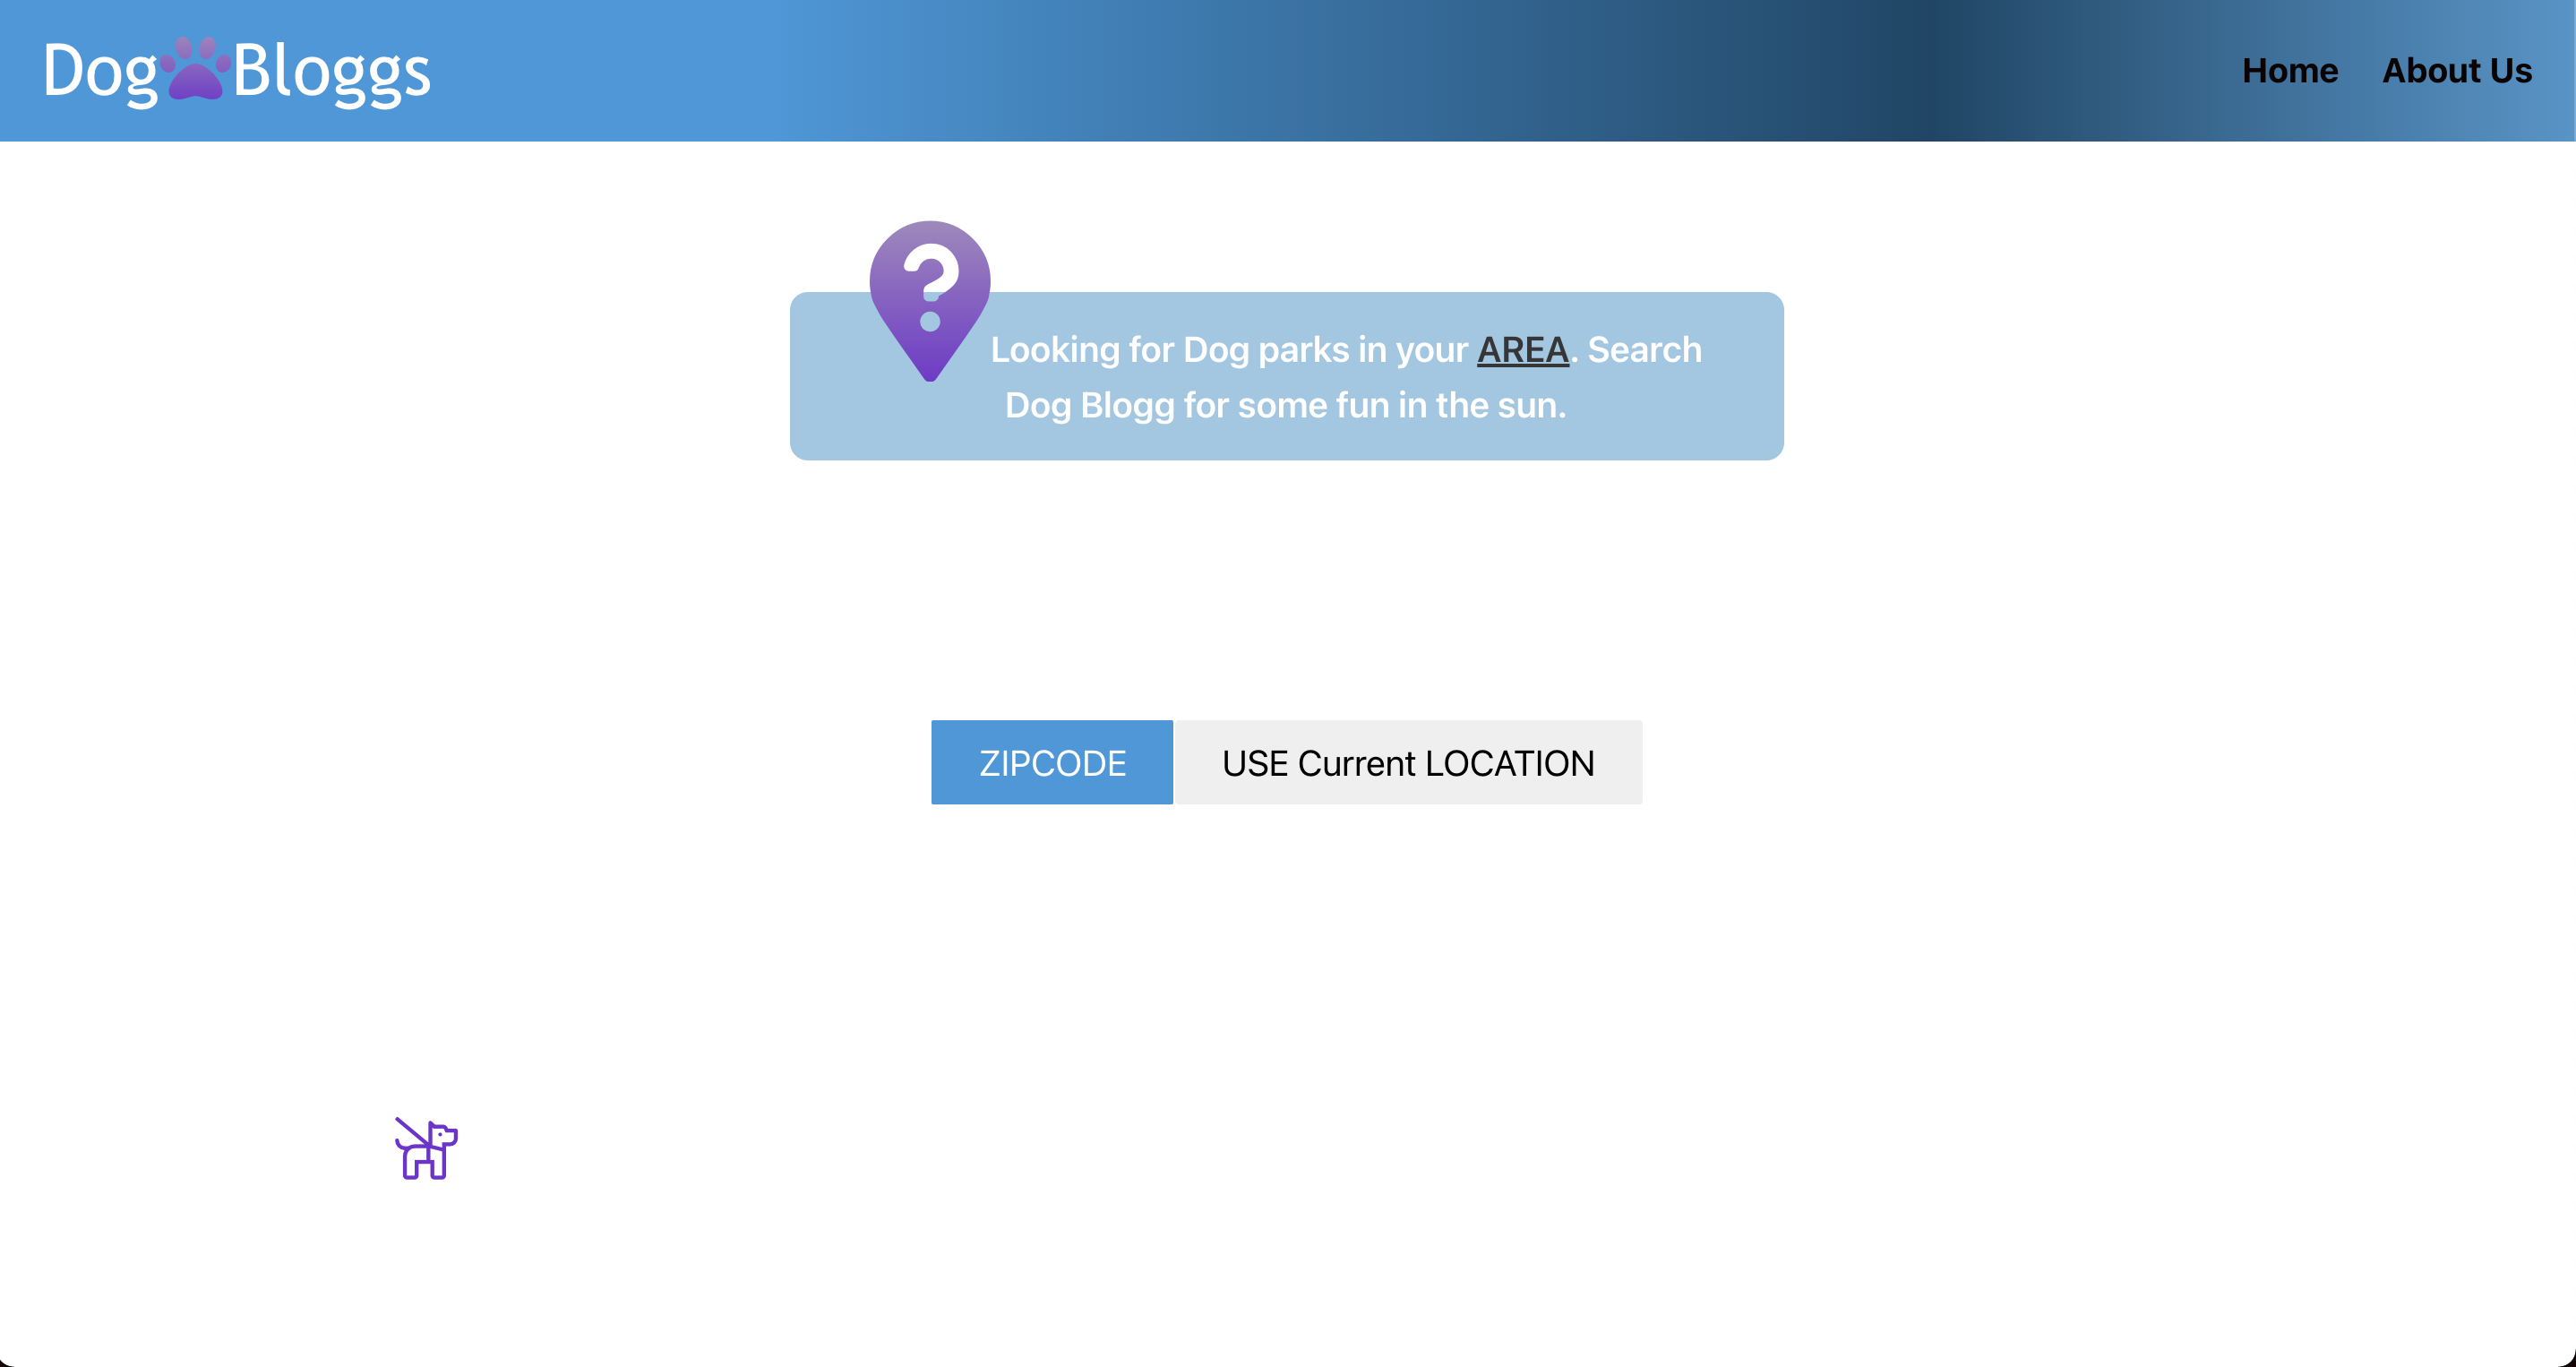 Dog Bloggs
Home
About Us
?
Looking for Dog parks in your AREA. Search
Dog Blogg for some fun in the sun.
ZIPCODE
USE Current LOCATION